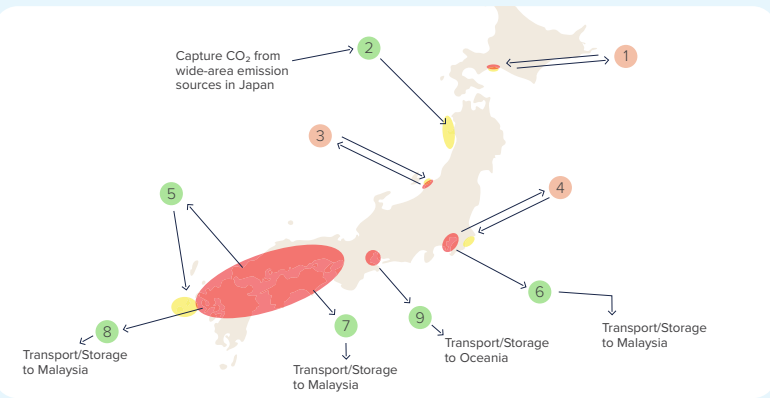 Capture CO₂ from
wide-area emission
sources in Japan
2
1
3
4
5
6
Transport/Storage
to Malaysia
9
Transport/Storage
to Oceania
7
Transport/Storage
to Malaysia
8
Transport/Storage
to Malaysia